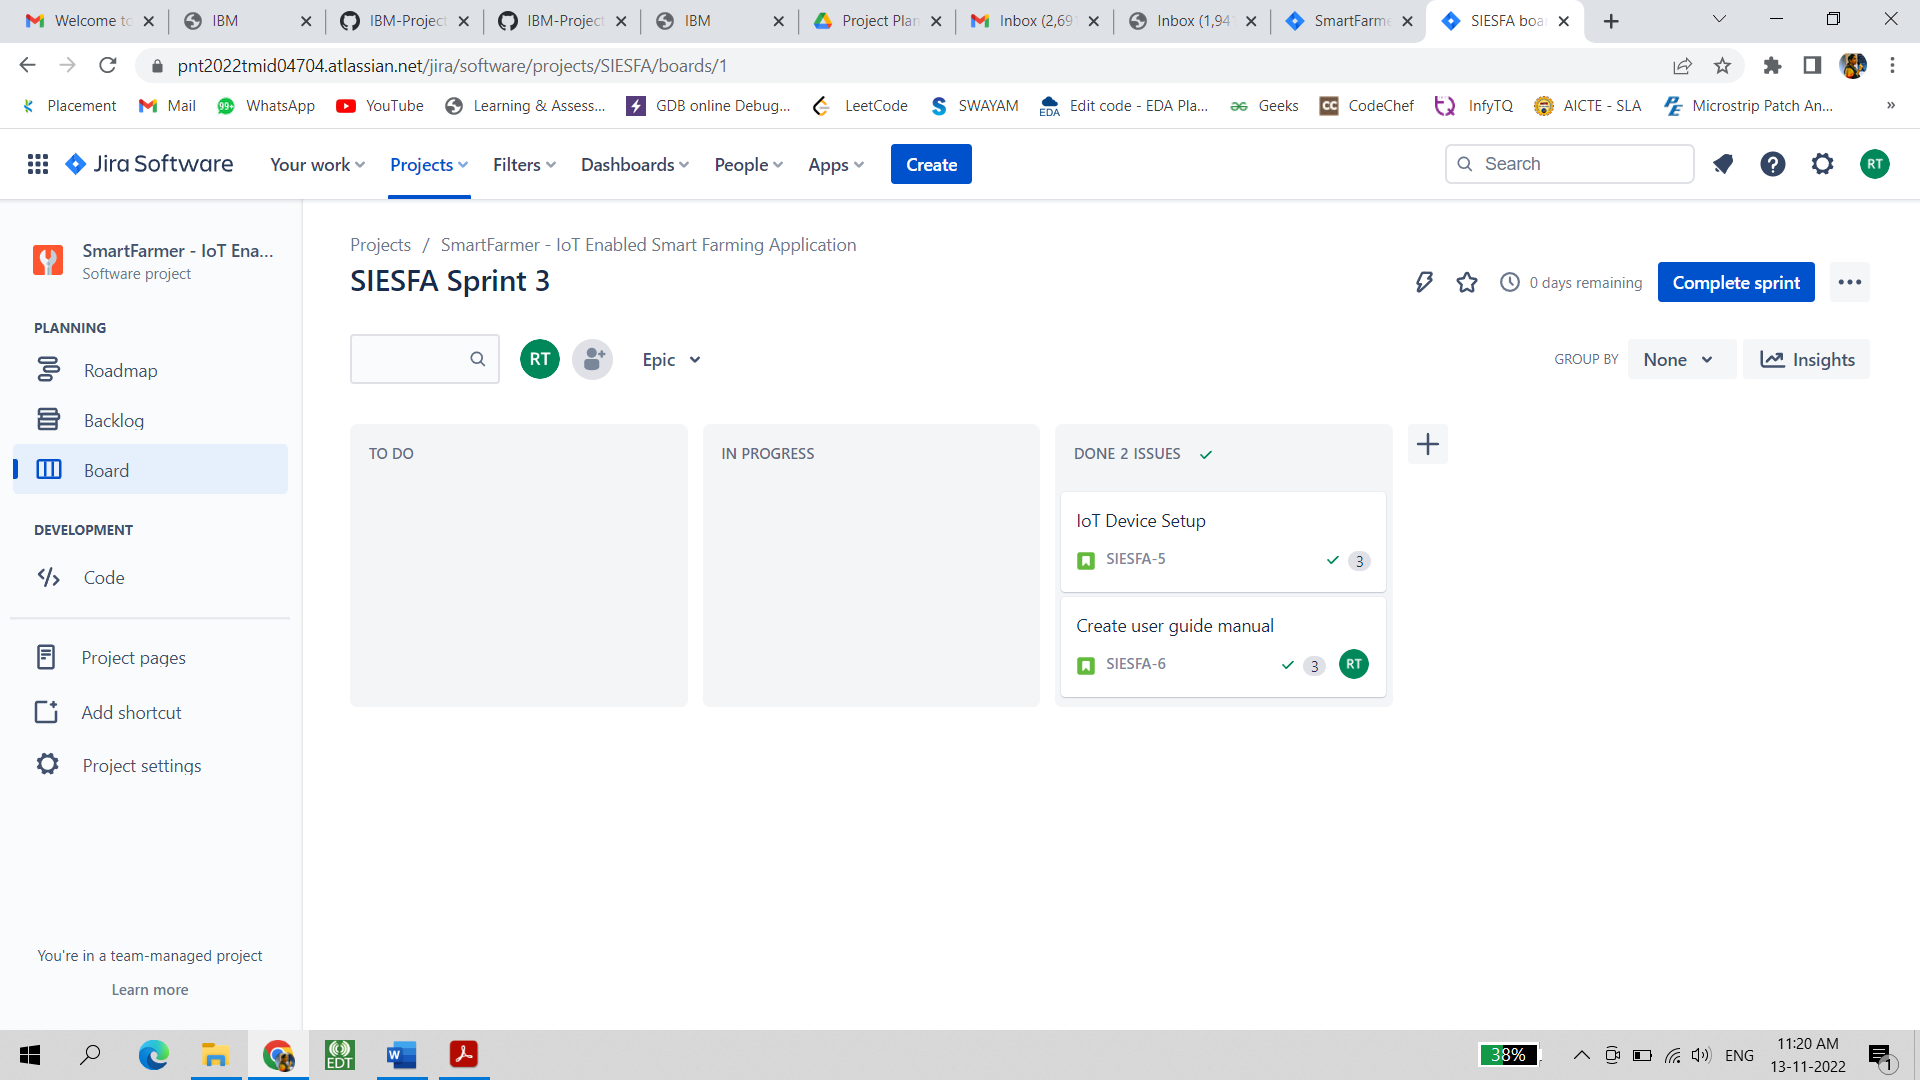 Welcome to
IBM
IBM-Project
IBM-Project
IBM
Project Plan
Inbox (2,69
Inbox (1,94
SmartFarme
SIESFA boa
pnt2022tmid04704.atlassian.net/jira/software/projects/SIESFA/boards/1
Placement
Mail
99+
WhatsApp
YouTube
Learning & Assess...
GDB online Debug...
LeetCode
SWAYAM
EDA
Edit code - EDA Pla...
Geeks
CC
CodeChef
InfyTQ
AICTE - SLA
Microstrip Patch An...
»
Jira Software
Your work
Projects
Filters
Dashboards
People
Apps
Create
Search
RT
SmartFarmer - IoT Ena...
Software project
PLANNING
Roadmap
Backlog
Board
DEVELOPMENT
Code
Project pages
Add shortcut
Project settings
You're in a team-managed project
Learn more
Projects / SmartFarmer - IoT Enabled Smart Farming Application
SIESFA Sprint 3
0 days remaining
Complete sprint
RT
Epic
GROUP BY
None
Insights
TO DO
IN PROGRESS
DONE 2 ISSUES
IoT Device Setup
SIESFA-5
3
Create user guide manual
SIESFA-6
3
RT
EDT
W
38%
ENG
11:20 AM
13-11-2022
1